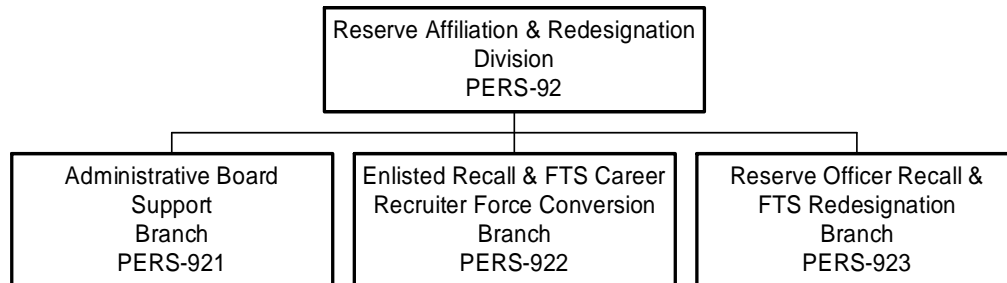 Reserve Affiliation & Redesignation
Division
PERS-92
Administrative Board
Support
Branch
PERS-921
Enlisted Recall & FTS Career
Recruiter Force Conversion
Branch
PERS-922
Reserve Officer Recall &
FTS Redesignation
Branch
PERS-923